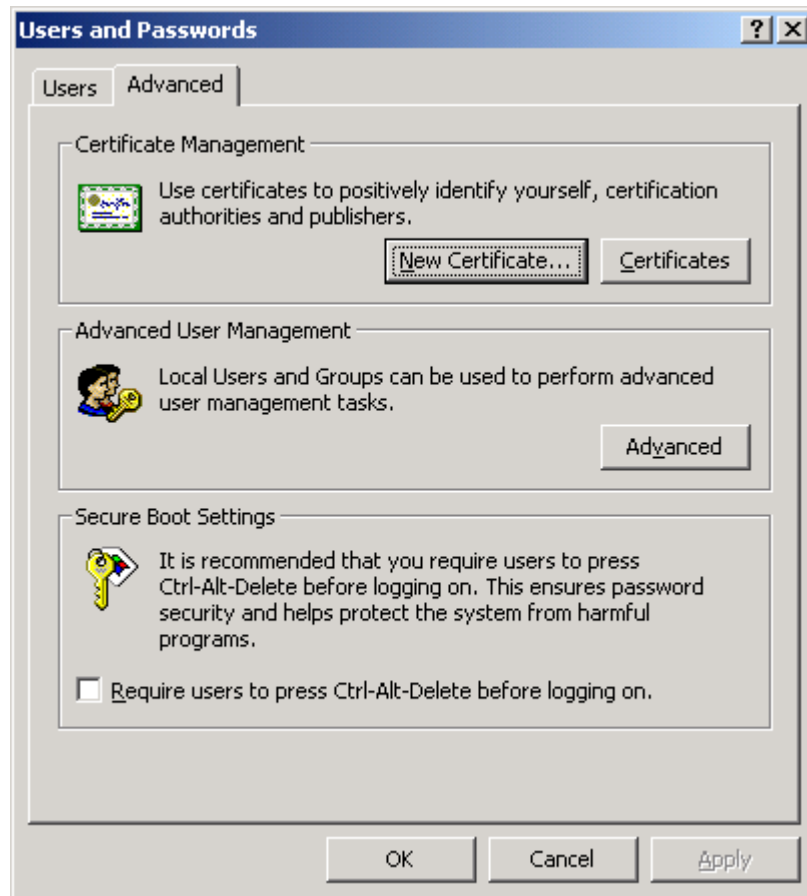 Users and Passwords
Users
Advanced
Certificate Management
Use certificates to positively identify yourself, certification
authorities and publishers.
New Certificate...
Certificates
Advanced User Management
Local Users and Groups can be used to perform advanced
user management tasks.
Advanced
Secure Boot Settings
It is recommended that you require users to press
Ctrl-Alt-Delete before logging on. This ensures password
security and helps protect the system from harmful
programs.
Require users to press Ctrl-Alt-Delete before logging on.
OK
Cancel
Apply